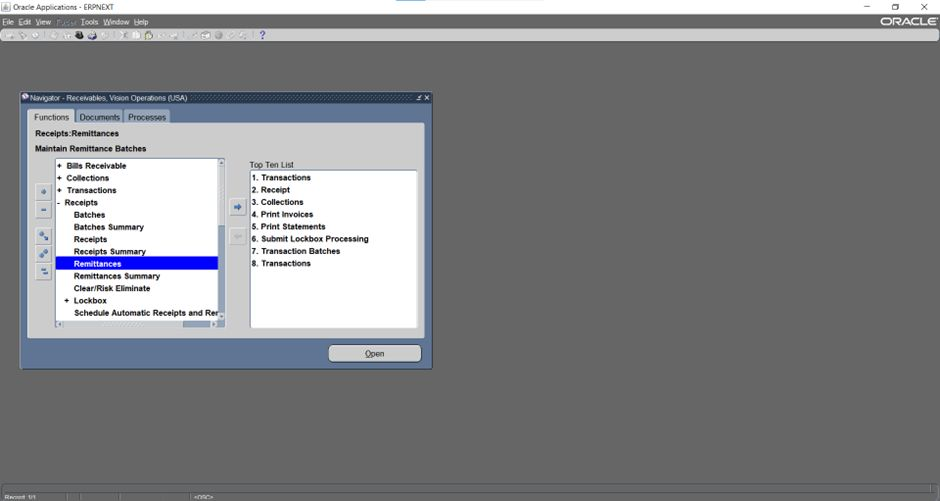 Oracle Applications - ERPNEXT
File Edit View Folder Tools Window Help
ORACLE
Navigator - Receivables, Vision Operations (USA)
Functions Documents Processes
Receipts:Remittances
Maintain Remittance Batches
+ Bills Receivable
+ Collections
+ Transactions
- Receipts
Batches
Batches Summary
Receipts
Receipts Summary
Remittances
Remittances Summary
Clear/Risk Eliminate
+ Lockbox
Schedule Automatic Receipts and Rer
Top Ten List
1. Transactions
2. Receipt
3. Collections
4. Print Invoices
5. Print Statements
6. Submit Lockbox Processing
7. Transaction Batches
8. Transactions
Open
Record: 1/1
<OSC>